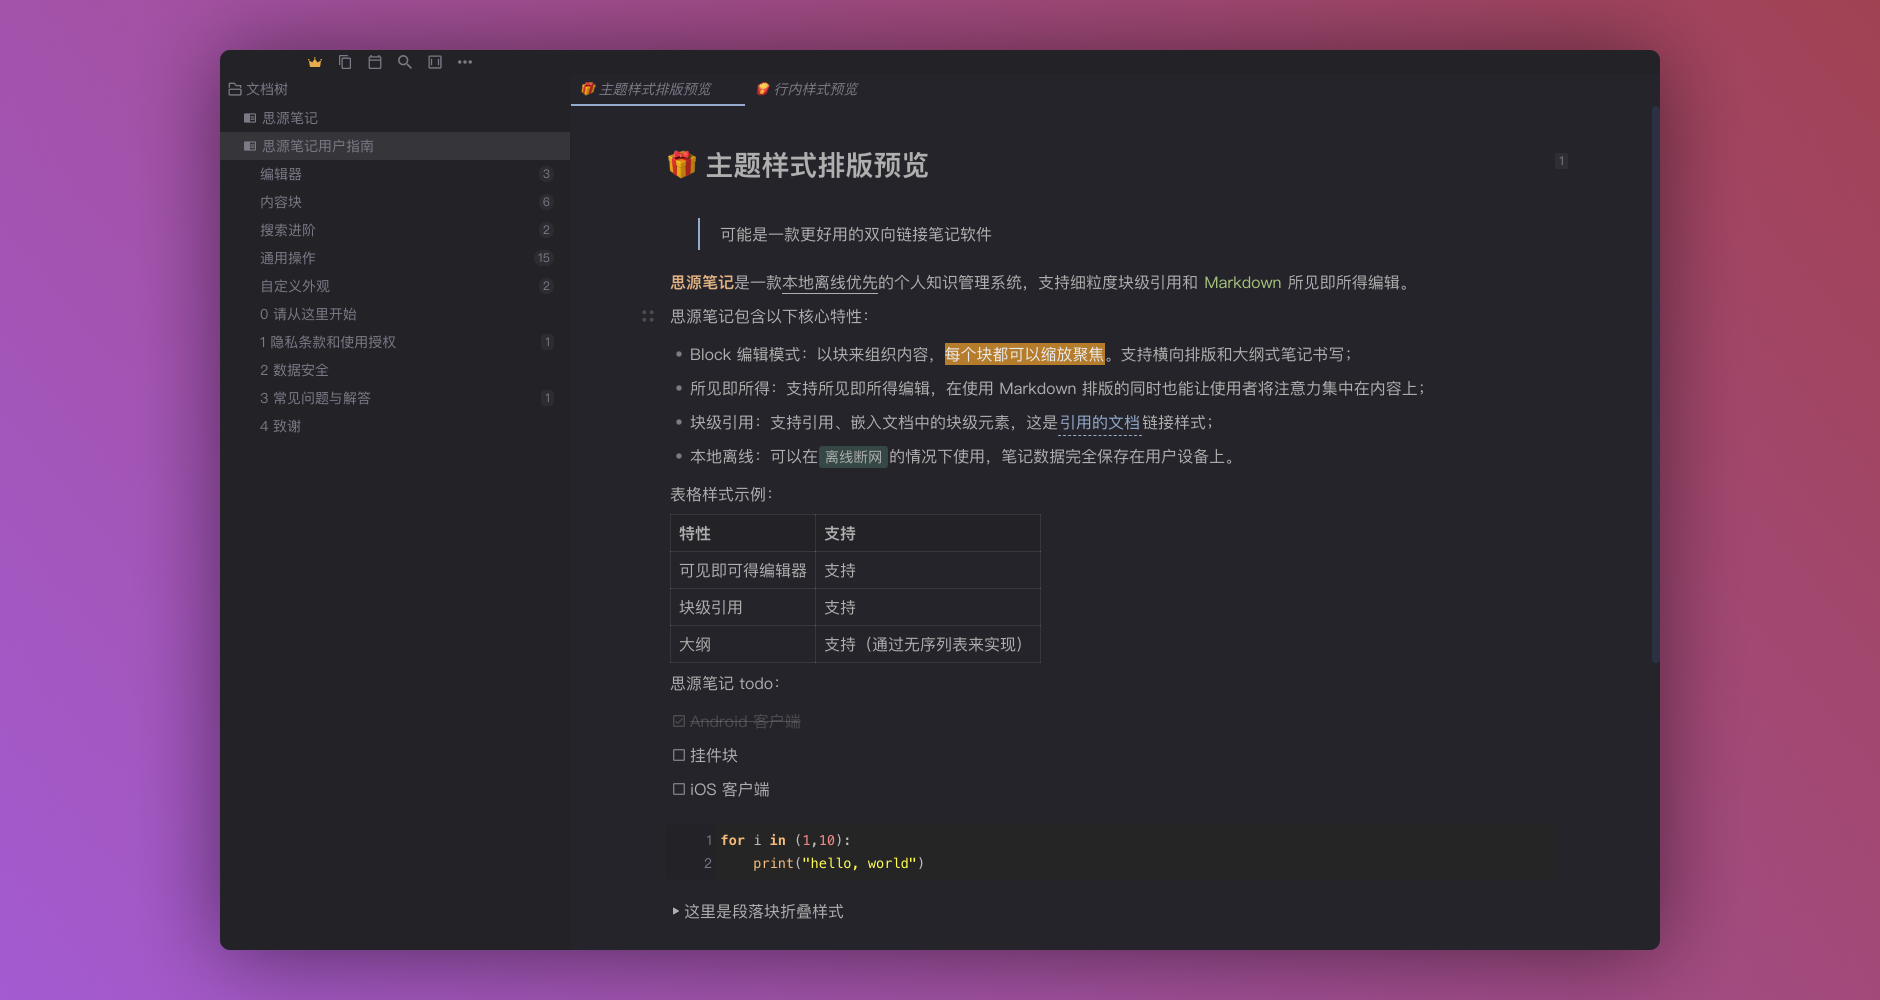 文档树
思源笔记
思源笔记用户指南
编辑器 3
内容块 6
搜索进阶 2
通用操作 15
自定义外观 2
0 请从这里开始
1 隐私条款和使用授权 1
2 数据安全
3 常见问题与解答 1
4 致谢
主题样式排版预览
行内样式预览
主题样式排版预览
1
可能是一款更好用的双向链接笔记软件
思源笔记是一款本地离线优先的个人知识管理系统，支持细粒度块级引用和 Markdown 所见即所得编辑。
思源笔记包含以下核心特性：
• Block 编辑模式：以块来组织内容，每个块都可以缩放聚焦。支持横向排版和大纲式笔记书写；
• 所见即所得：支持所见即所得编辑，在使用 Markdown 排版的同时也能让使用者将注意力集中在内容上；
• 块级引用：支持引用、嵌入文档中的块级元素，这是引用的文档链接样式；
• 本地离线：可以在离线断网的情况下使用，笔记数据完全保存在用户设备上。
表格样式示例：
特性 支持
可见即可得编辑器 支持
块级引用 支持
大纲 支持（通过无序列表来实现）
思源笔记 todo：
Android 客户端
挂件块
iOS 客户端
1 for i in (1,10):
2 print("hello, world")
这里是段落块折叠样式